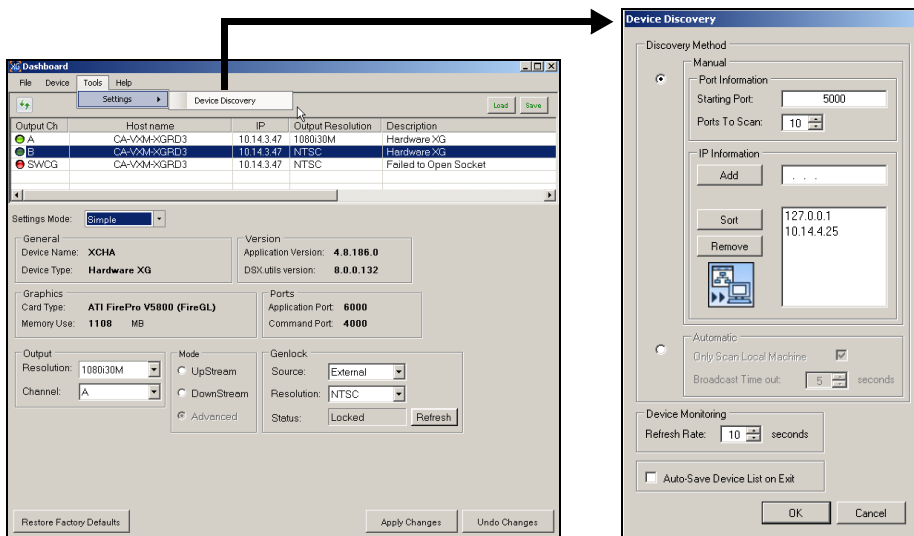 XG Dashboard
File Device Tools Help
Settings Device Discovery
Load Save
Output Ch Host name IP Output Resolution Description
A CA-VXM-XGRD3 10.14.3.47 1080i30M Hardware XG
B CA-VXM-XGRD3 10.14.3.47 NTSC Hardware XG
SWCG CA-VXM-XGRD3 10.14.3.47 NTSC Failed to Open Socket
Settings Mode: Simple
General
Device Name: XCHA
Device Type: Hardware XG
Version
Application Version: 4.8.186.0
DSX.utils version: 8.0.0.132
Graphics
Card Type: ATI FirePro V5800 (FireGL)
Memory Use: 1108 MB
Ports
Application Port: 6000
Command Port: 4000
Output
Resolution: 1080i30M
Channel: A
Mode
UpStream
DownStream
Advanced
Genlock
Source: External
Resolution: NTSC
Status: Locked Refresh
Restore Factory Defaults Apply Changes Undo Changes
Device Discovery
Discovery Method
Manual
Port Information
Starting Port: 5000
Ports To Scan: 10
IP Information
Add . . .
Sort
Remove
127.0.0.1
10.14.4.25
Automatic
Only Scan Local Machine
Broadcast Time out: 5 seconds
Device Monitoring
Refresh Rate: 10 seconds
Auto-Save Device List on Exit
OK Cancel